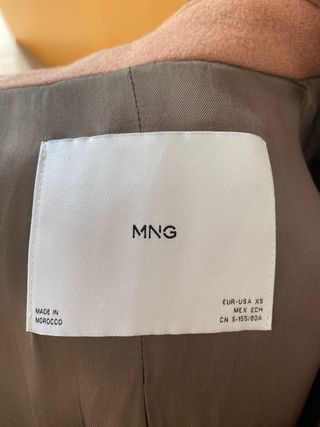 MNG
MADE IN
MOROCCO
EUR-USA XS
MEX ECH
CN S-155/80A